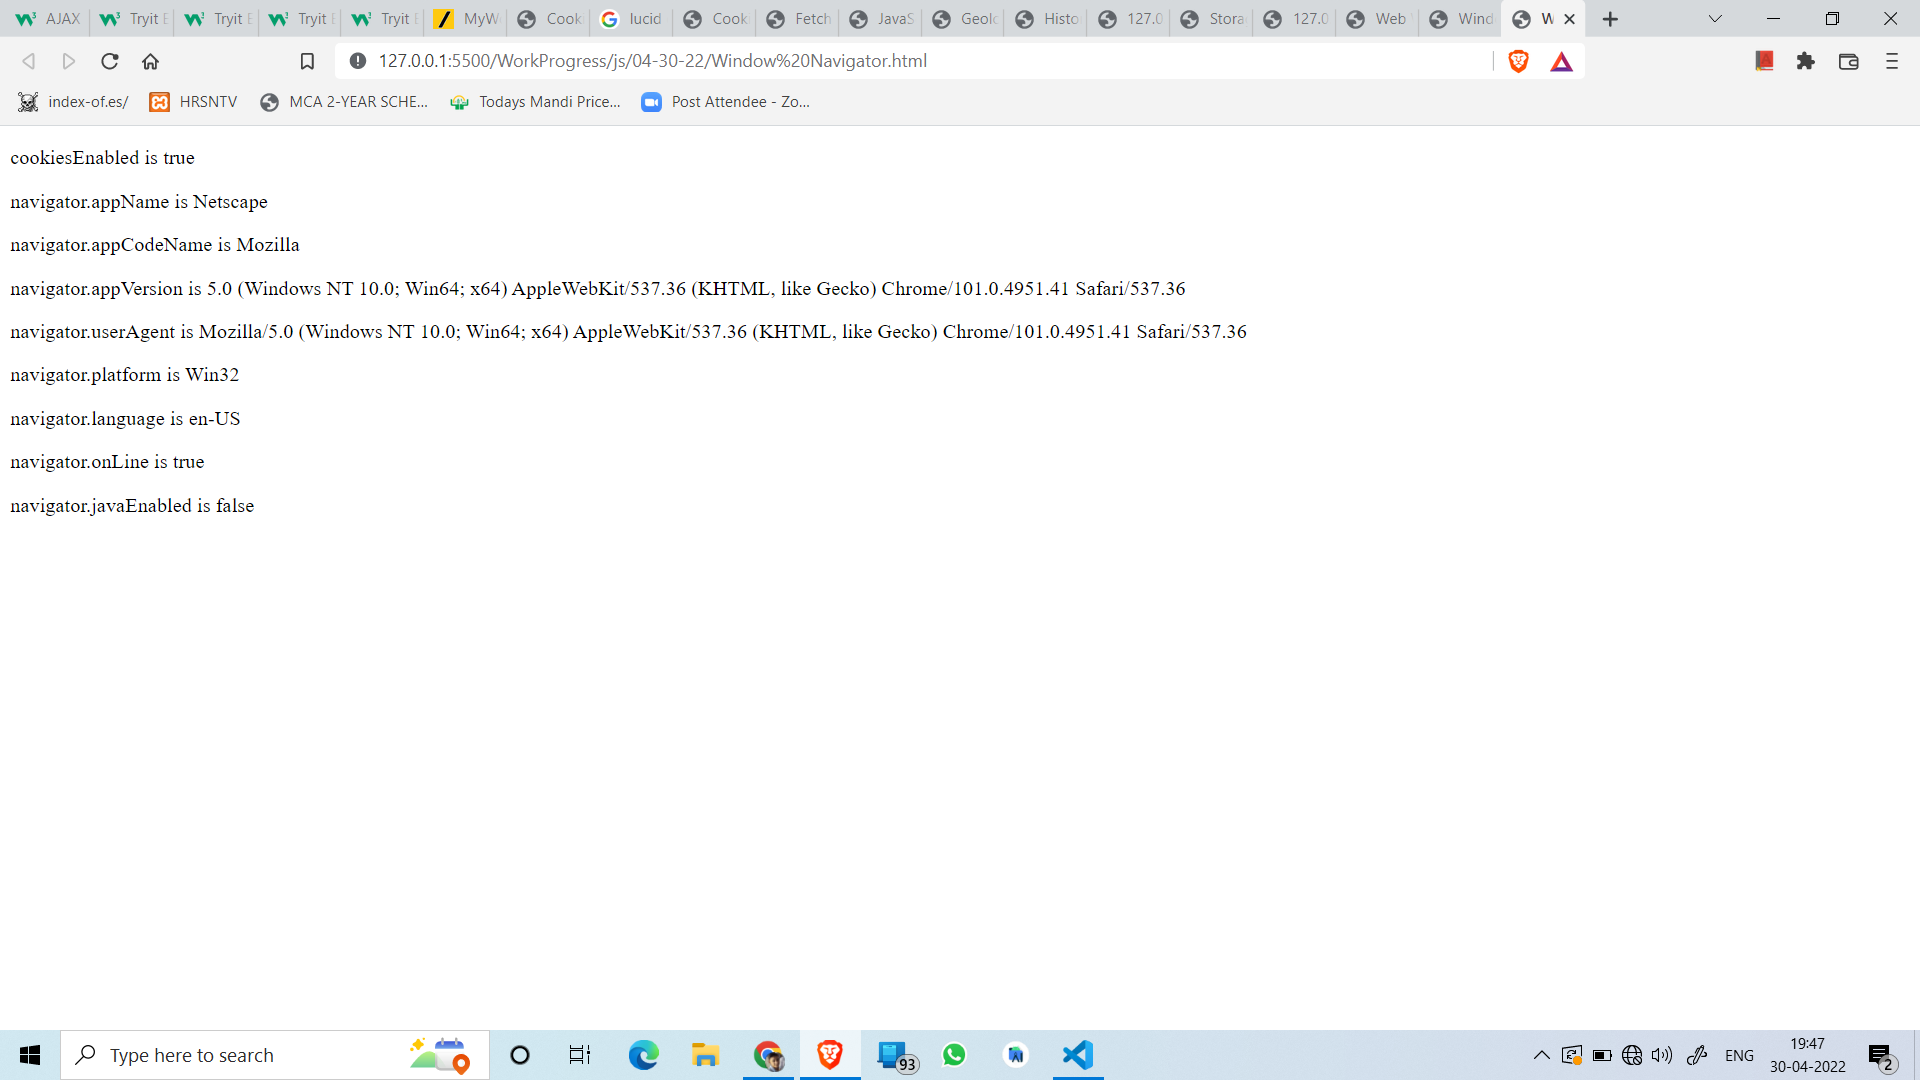 AJAX
Tryit E
Tryit E
Tryit E
Tryit E
MyW
Cook
lucid
Cook
Fetch
JavaS
Geolo
Histo
127.0
Stora
127.0
Web
Wind
W
127.0.0.1:5500/WorkProgress/js/04-30-22/Window%20Navigator.html
index-of.es/
HRSNTV
MCA 2-YEAR SCHE...
Todays Mandi Price...
Post Attendee - Zo...
cookiesEnabled is true
navigator.appName is Netscape
navigator.appCodeName is Mozilla
navigator.appVersion is 5.0 (Windows NT 10.0; Win64; x64) AppleWebKit/537.36 (KHTML, like Gecko) Chrome/101.0.4951.41 Safari/537.36
navigator.userAgent is Mozilla/5.0 (Windows NT 10.0; Win64; x64) AppleWebKit/537.36 (KHTML, like Gecko) Chrome/101.0.4951.41 Safari/537.36
navigator.platform is Win32
navigator.language is en-US
navigator.onLine is true
navigator.javaEnabled is false
Type here to search
93
ENG
19:47
30-04-2022
2